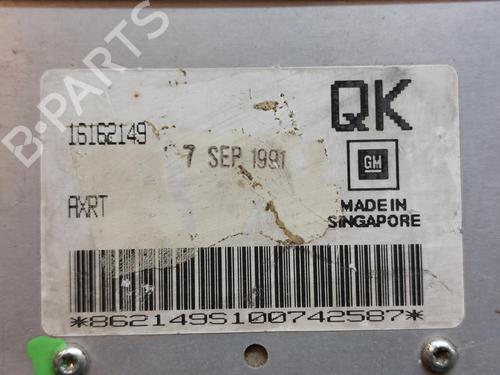 B-PARTS
QK
16162149
7 SEP 1991
GM
AXRT
MADE IN
SINGAPORE
*862149S100742587*